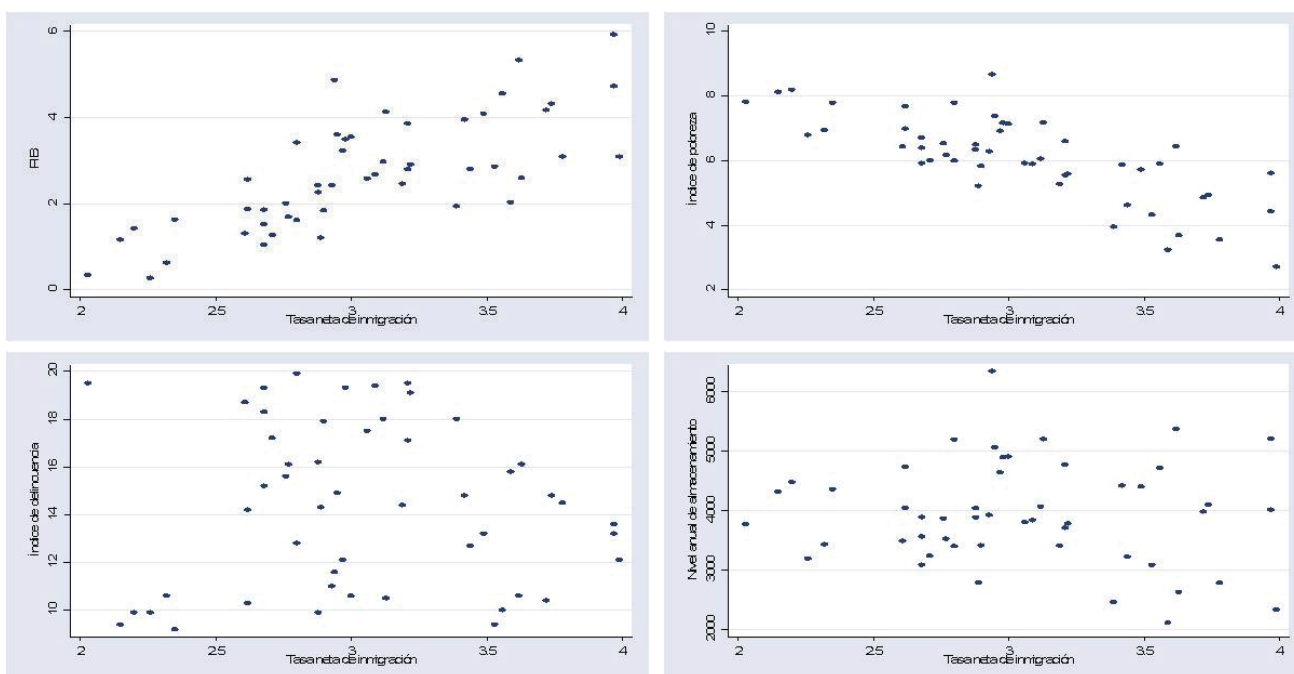 PIB
6
4
2
0
2 2.5 3 3.5 4
Tasa neta de inmigración
Índice de pobreza
10
8
6
4
2
2 2.5 3 3.5 4
Tasa neta de inmigración
Índice de delincuencia
20
18
16
14
12
10
2 2.5 3 3.5 4
Tasa neta de inmigración
Nivel anual de almacenamiento
6000
5000
4000
3000
2000
2 2.5 3 3.5 4
Tasa neta de inmigración